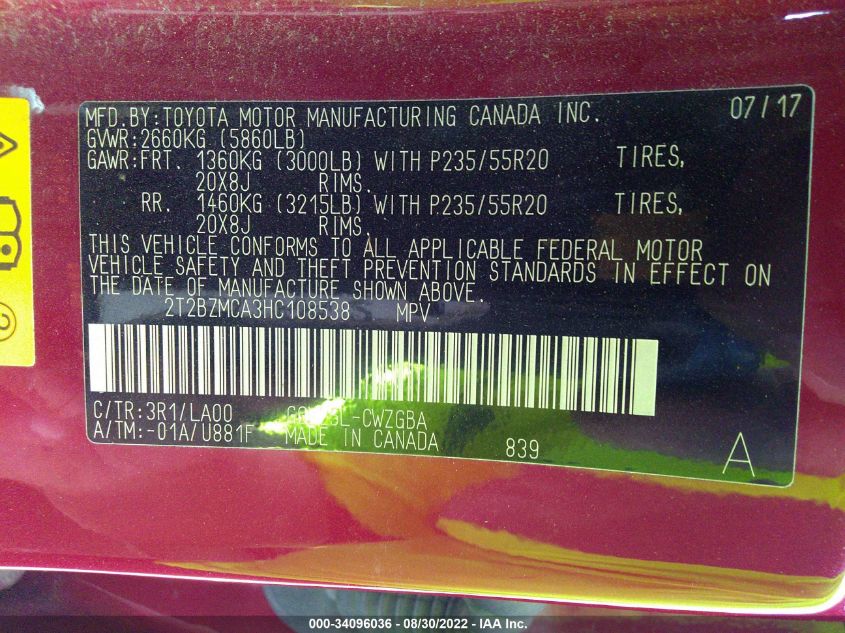 MFD.BY:TOYOTA MOTOR MANUFACTURING CANADA INC. 07/17
GVWR:2660KG (5860LB)
GAWR:FRT. 1360KG (3000LB) WITH P235/55R20 TIRES,
20X8J RIMS.
RR. 1460KG (3215LB) WITH P235/55R20 TIRES,
20X8J RIMS.
THIS VEHICLE CONFORMS TO ALL APPLICABLE FEDERAL MOTOR
VEHICLE SAFETY AND THEFT PREVENTION STANDARDS IN EFFECT ON
THE DATE OF MANUFACTURE SHOWN ABOVE.
2T2BZMCA3HC108538 MPV
C/TR:3R1/LA00
A/TM:-01A/U881F MADE IN CANADA
839
A
000-34096036 - 08/30/2022 - IAA Inc.